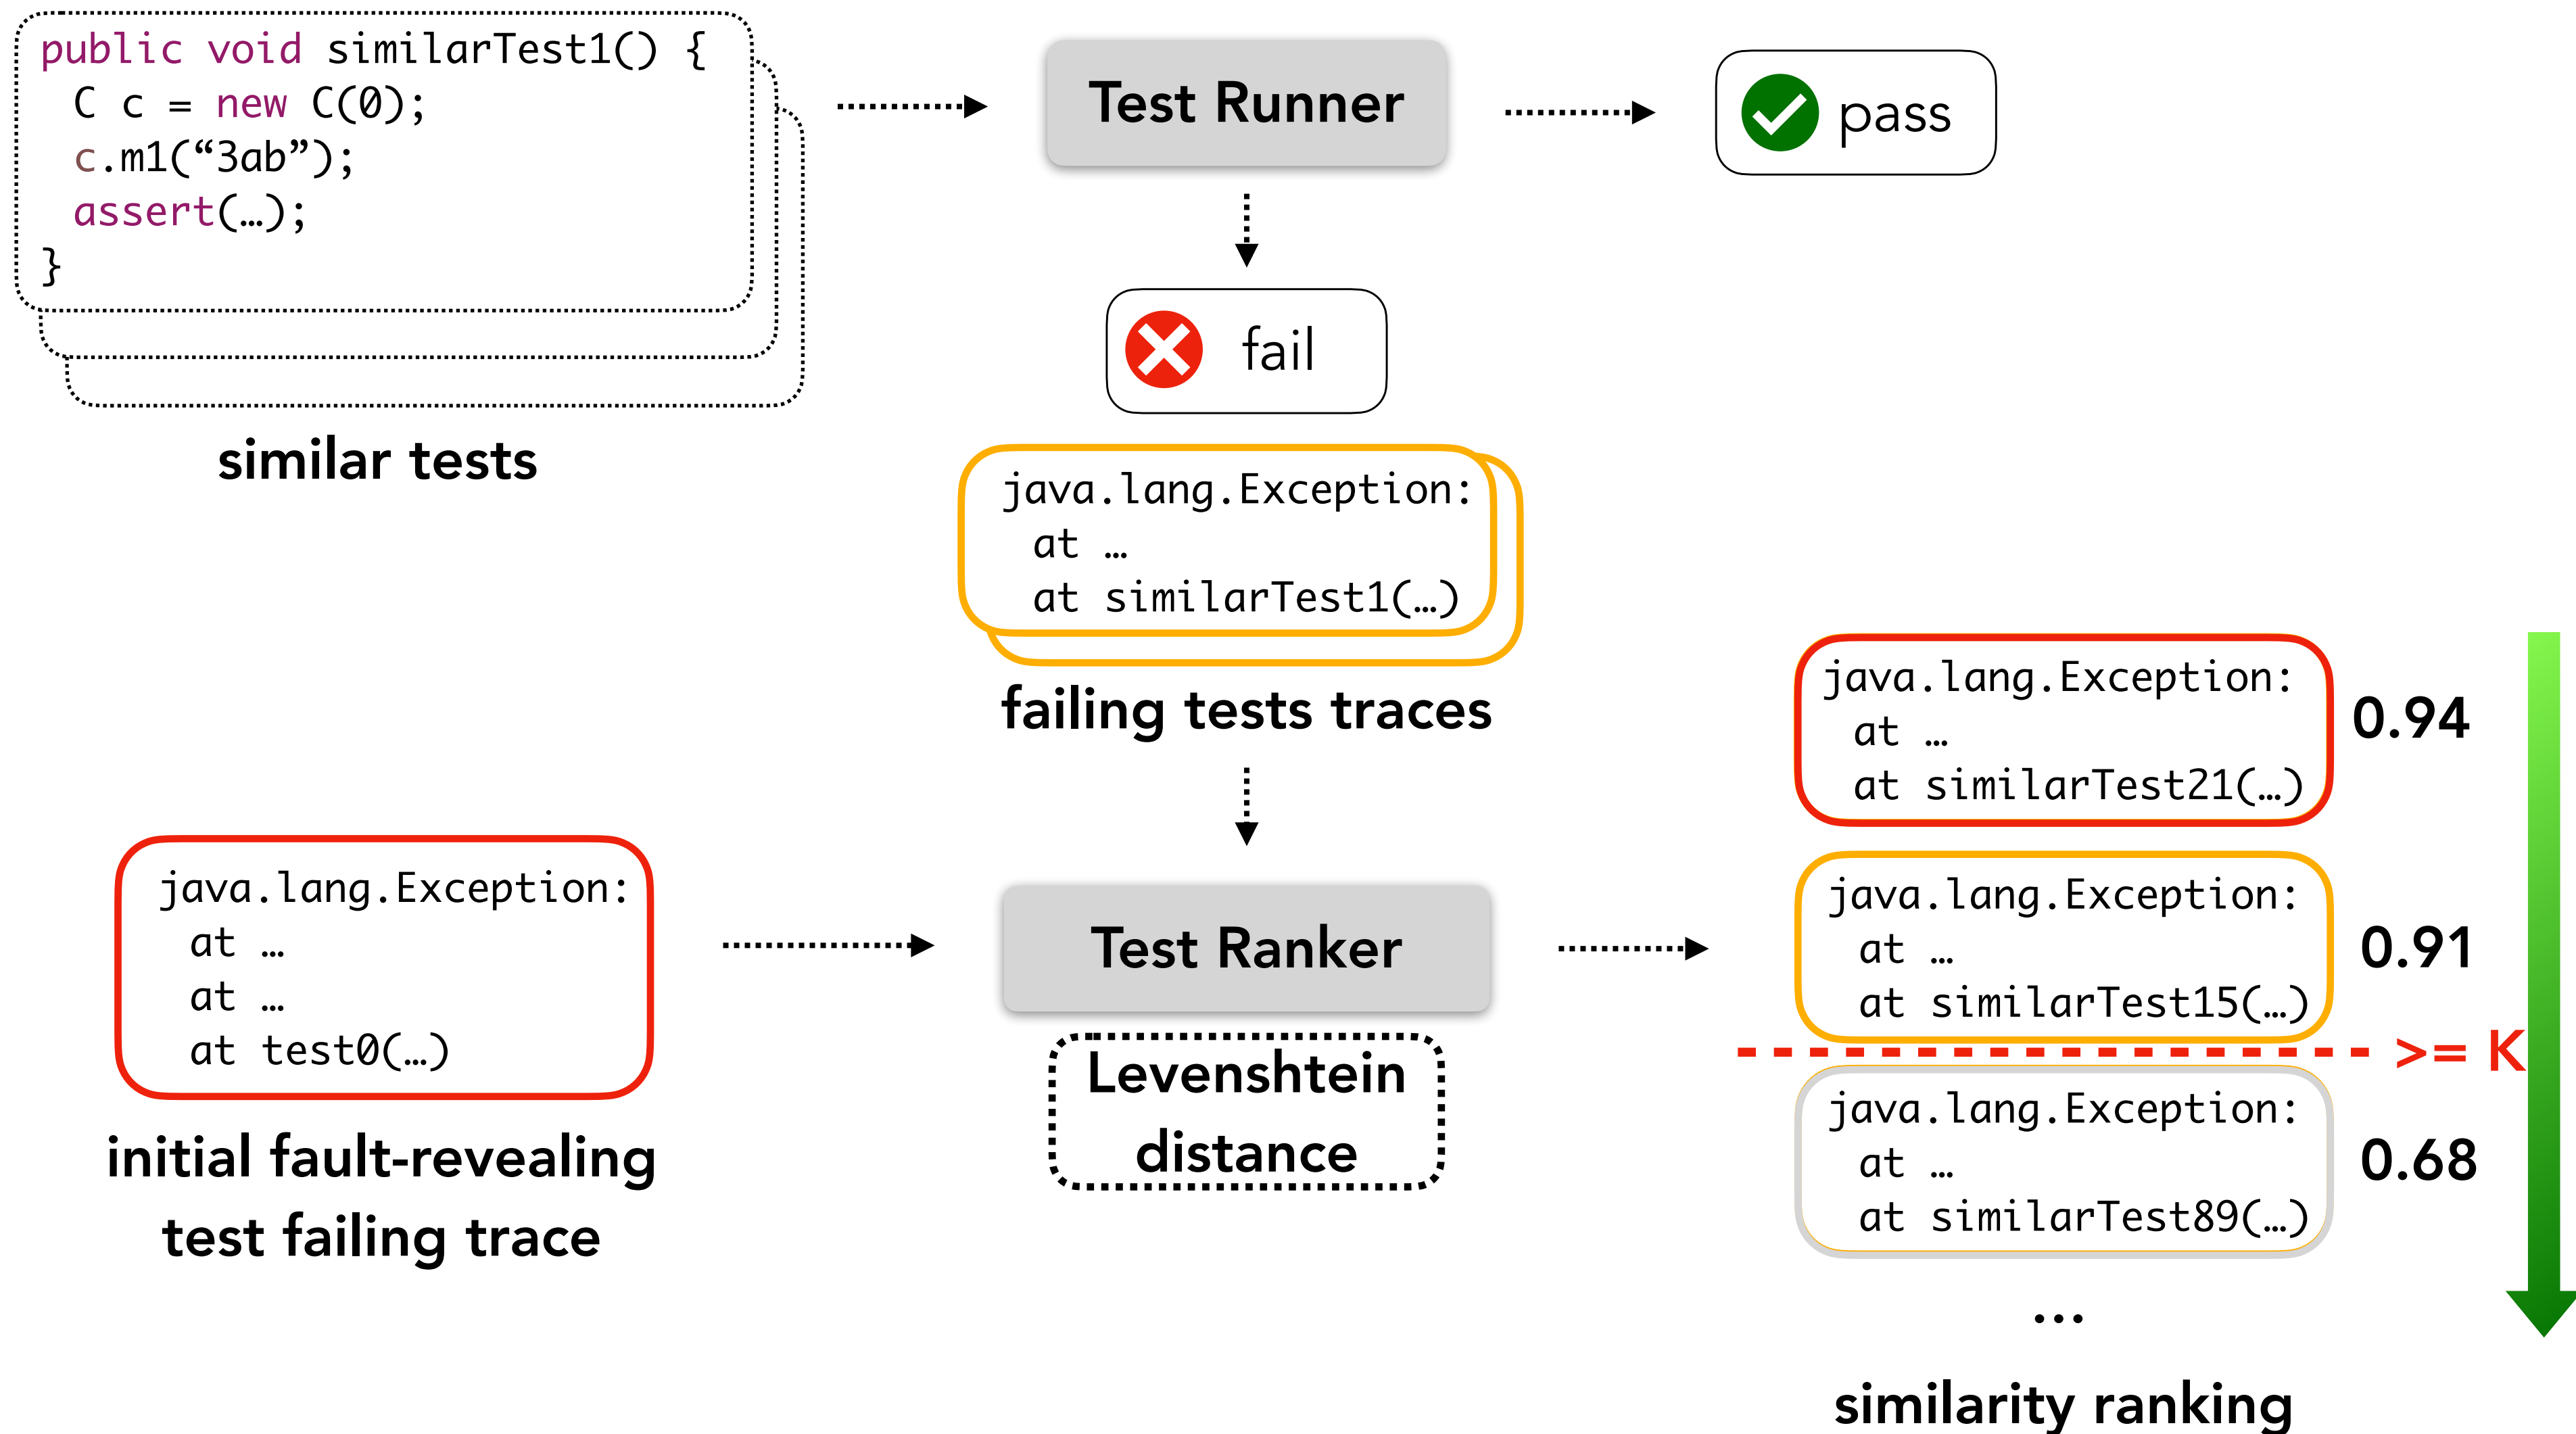 public void similarTest1() {
C c = new C(0);
c.m1(“3ab”);
assert(…);
}
similar tests
Test Runner
pass
fail
java.lang.Exception:
at …
at similarTest1(…)
failing tests traces
java.lang.Exception:
at …
at …
at test0(…)
initial fault-revealing
test failing trace
Test Ranker
Levenshtein
distance
java.lang.Exception:
at …
at similarTest21(…)
0.94
java.lang.Exception:
at …
at similarTest15(…)
0.91
>= K
java.lang.Exception:
at …
at similarTest89(…)
0.68
…
similarity ranking